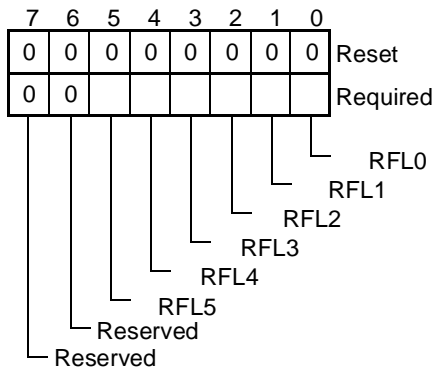 7 6 5 4 3 2 1 0
0 0 0 0 0 0 0 0 Reset
0 0 Required
RFL0
RFL1
RFL2
RFL3
RFL4
RFL5
Reserved
Reserved